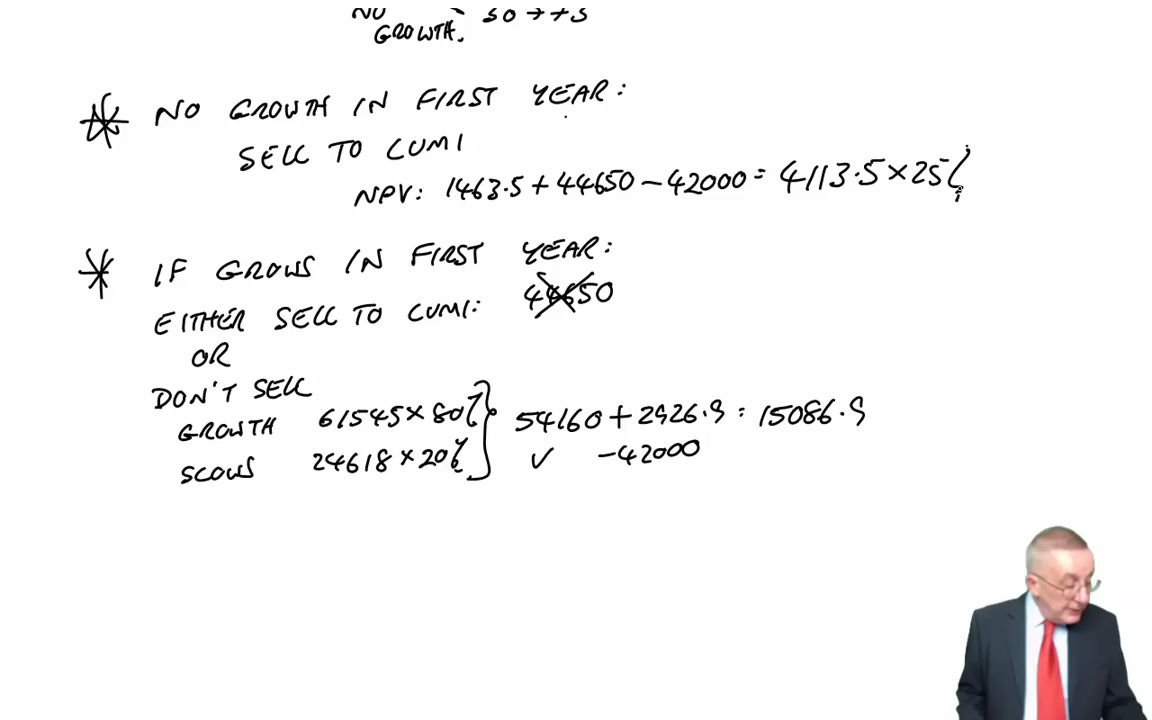 NO
GROWTH.
* NO GROWTH IN FIRST YEAR:
SELL TO CUMI
NPV: 1463.5 + 44650 - 42000 = 4113.5 × 25%
* IF GROWS IN FIRST YEAR:
EITHER SELL TO CUMI: 44650
OR
DON'T SELL
GROWTH 61545 × 80% } 54160 + 2926.9 = 15086.9
SLOWS 24618 × 20% ✓ -42000